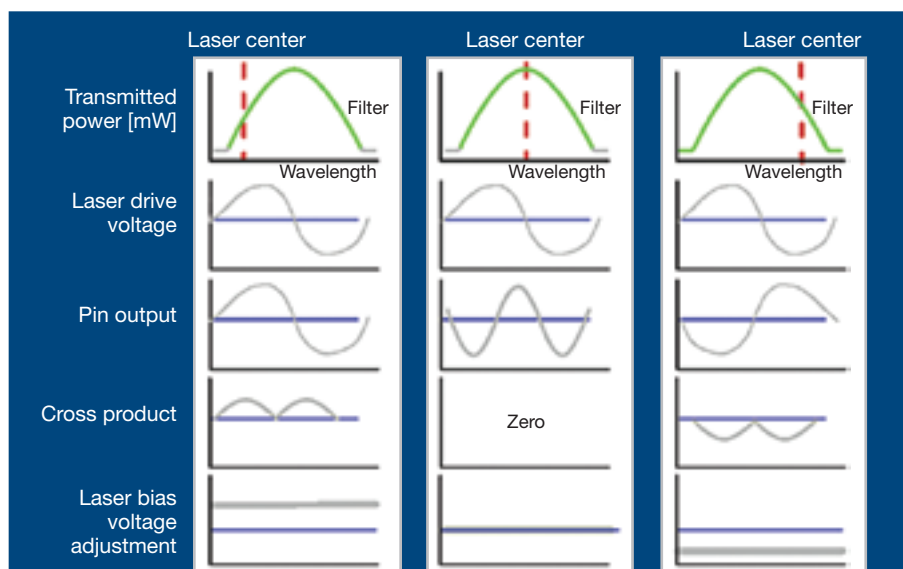 Laser center
Laser center
Laser center
Transmitted
power [mW]
Filter
Filter
Filter
Wavelength
Wavelength
Wavelength
Laser drive
voltage
Pin output
Cross product
Zero
Laser bias
voltage
adjustment